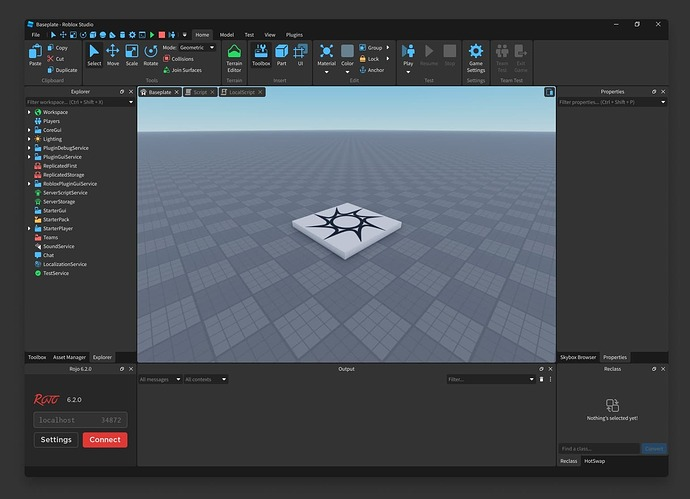 Baseplate - Roblox Studio
File
Home
Model
Test
View
Plugins
Paste
Copy
Cut
Duplicate
Clipboard
Select
Move
Scale
Rotate
Mode: Geometric
Collisions
Join Surfaces
Tools
Terrain
Editor
Terrain
Toolbox
Part
UI
Insert
Material
Color
Group
Lock
Anchor
Edit
Play
Resume
Stop
Test
Game
Settings
Settings
Team
Test
Exit
Game
Team Test
Explorer
Filter workspace... (Ctrl + Shift + X)
Workspace
Players
CoreGui
Lighting
PluginDebugService
PluginGuiService
ReplicatedFirst
ReplicatedStorage
RobloxPluginGuiService
ServerScriptService
ServerStorage
StarterGui
StarterPack
StarterPlayer
Teams
SoundService
Chat
LocalizationService
TestService
Toolbox
Asset Manager
Explorer
Rojo 6.2.0
ROJO
6.2.0
localhost
34872
Settings
Connect
Baseplate
Script
LocalScript
Output
All messages
All contexts
Filter...
Properties
Filter properties... (Ctrl + Shift + P)
Skybox Browser
Properties
Reclass
Nothing's selected yet!
Find a class...
Convert
Reclass
HotSwap